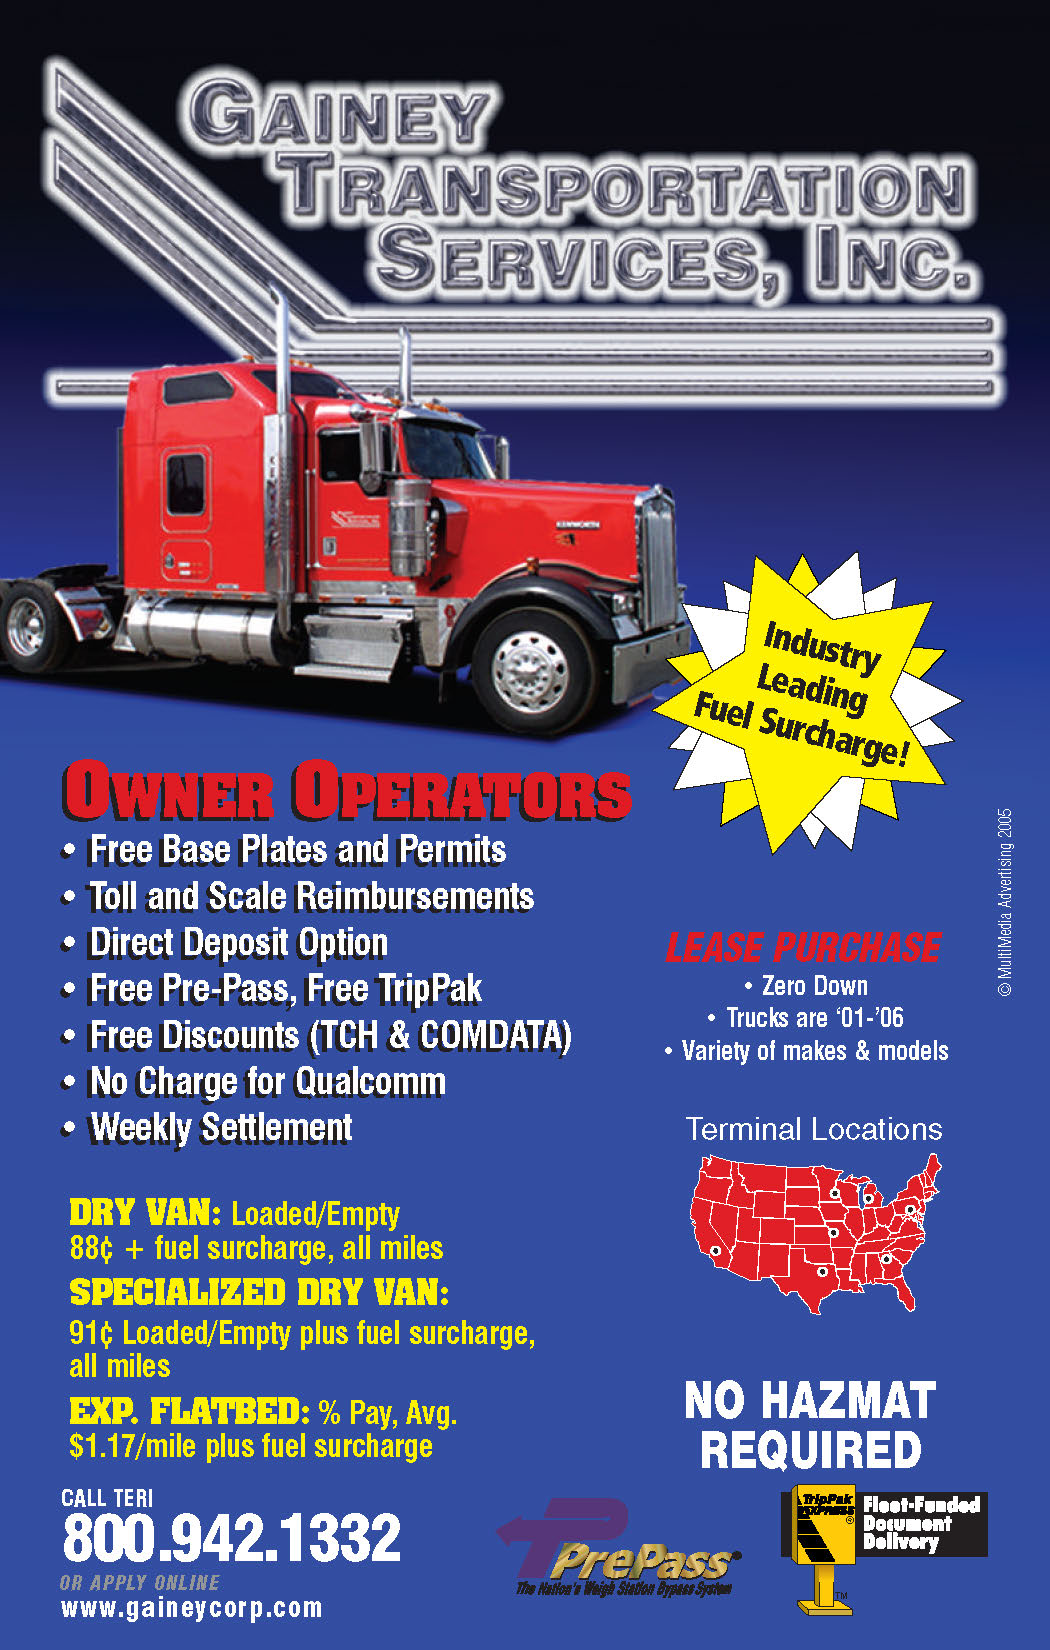 GAINEY
TRANSPORTATION
SERVICES, INC.
KENWORTH
Industry
Leading
Fuel Surcharge!
OWNER OPERATORS
• Free Base Plates and Permits
• Toll and Scale Reimbursements
• Direct Deposit Option
• Free Pre-Pass, Free TripPak
• Free Discounts (TCH & COMDATA)
• No Charge for Qualcomm
• Weekly Settlement
© MultiMedia Advertising 2005
LEASE PURCHASE
• Zero Down
• Trucks are ‘01-’06
• Variety of makes & models
Terminal Locations
DRY VAN: Loaded/Empty
88¢ + fuel surcharge, all miles
SPECIALIZED DRY VAN:
91¢ Loaded/Empty plus fuel surcharge,
all miles
EXP. FLATBED: % Pay, Avg.
$1.17/mile plus fuel surcharge
NO HAZMAT
REQUIRED
CALL TERI
800.942.1332
OR APPLY ONLINE
www.gaineycorp.com
PrePass®
The Nation's Weigh Station Bypass System
TripPak
EXPRESS®
Fleet-Funded
Document
Delivery
TM